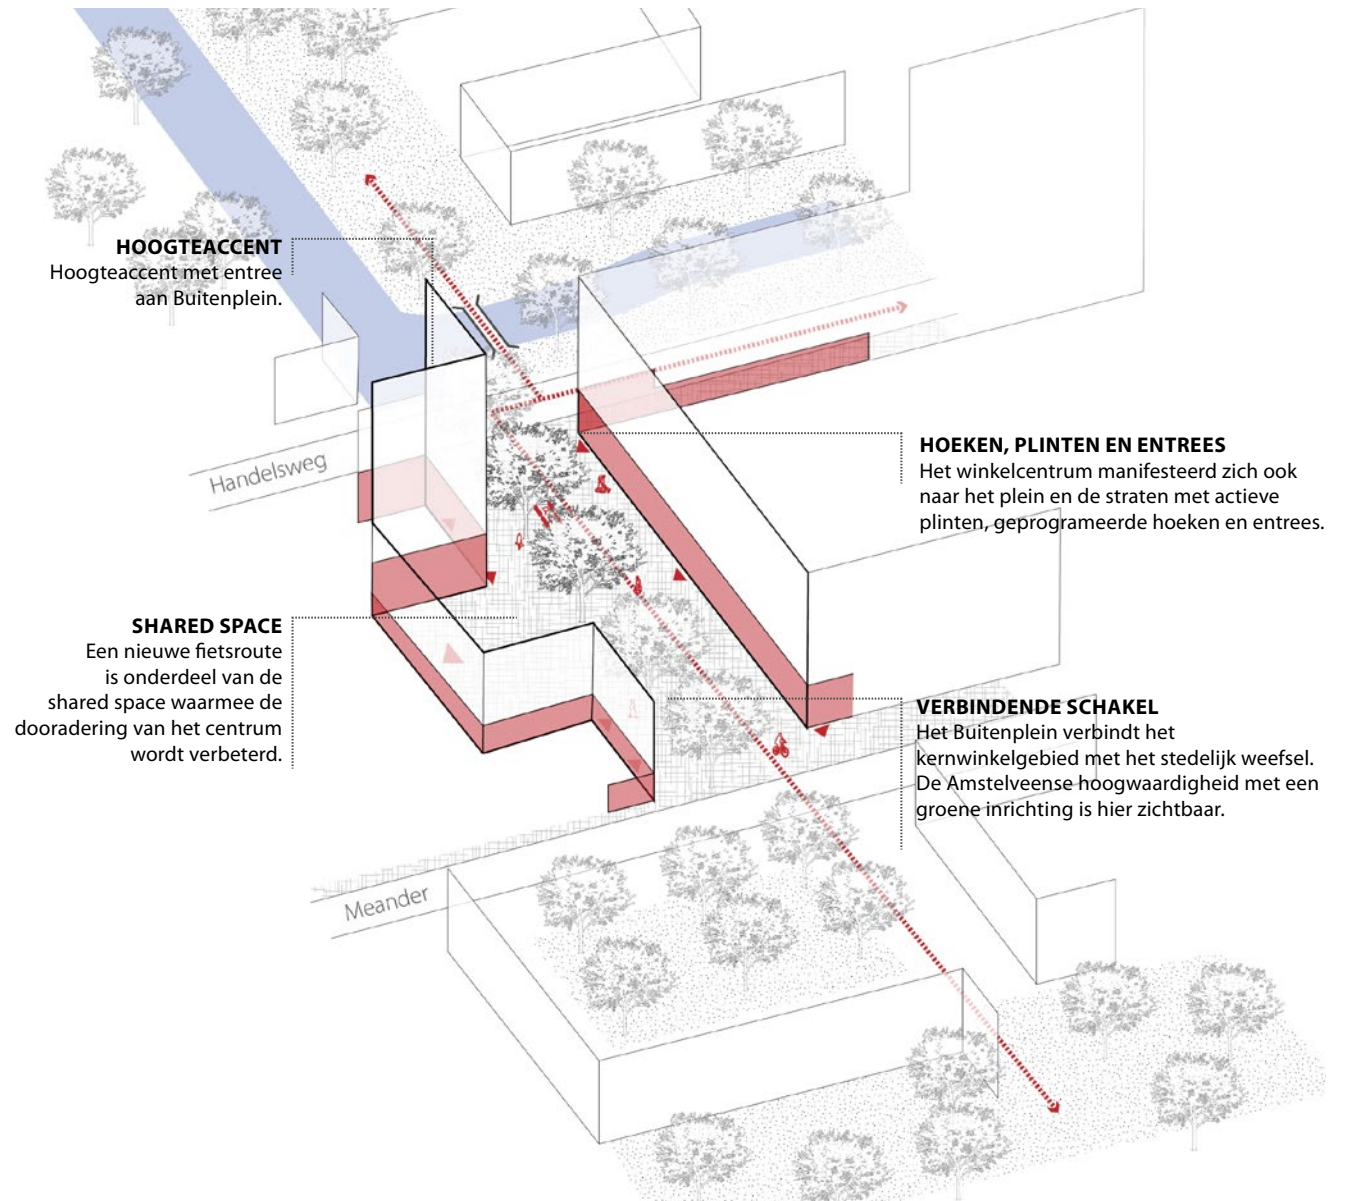 HOOGTEACCENT
Hoogteaccent met entree
aan Buitenplein.
Handelsweg
HOEKEN, PLINTEN EN ENTREES
Het winkelcentrum manifesteerd zich ook
naar het plein en de straten met actieve
plinten, geprogrameerde hoeken en entrees.
SHARED SPACE
Een nieuwe fietsroute
is onderdeel van de
shared space waarmee de
dooradering van het centrum
wordt verbeterd.
VERBINDENDE SCHAKEL
Het Buitenplein verbindt het
kernwinkelgebied met het stedelijk weefsel.
De Amstelveense hoogwaardigheid met een
groene inrichting is hier zichtbaar.
Meander